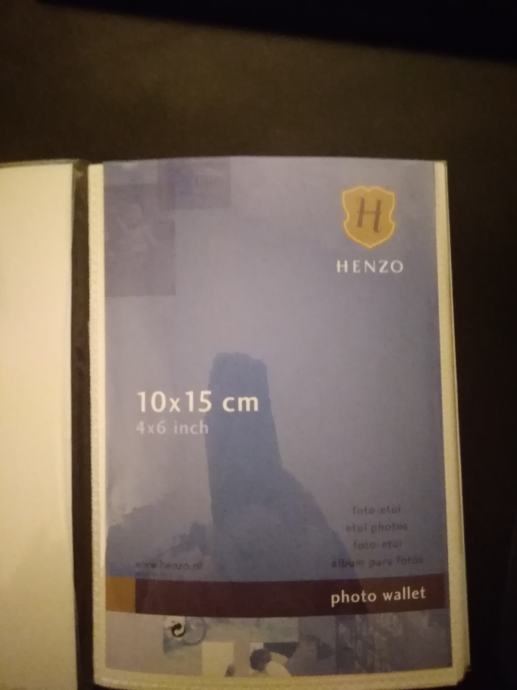 H
HENZO
10x15 cm
4x6 inch
foto-etui
etui photos
foto-etui
album para fotos
www.henzo.nl
photo wallet